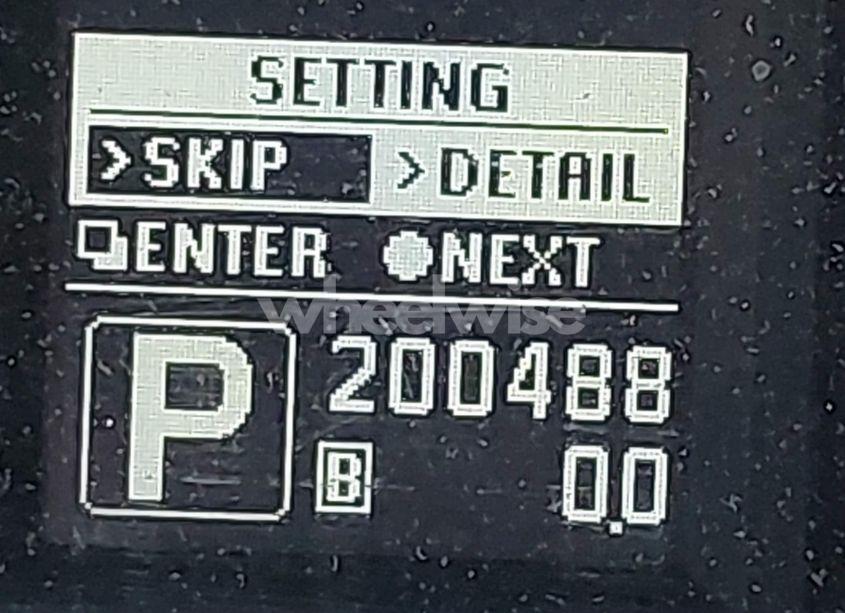 SETTING
>SKIP >DETAIL
ENTER NEXT
wheelwise
P 200488
B 0.0